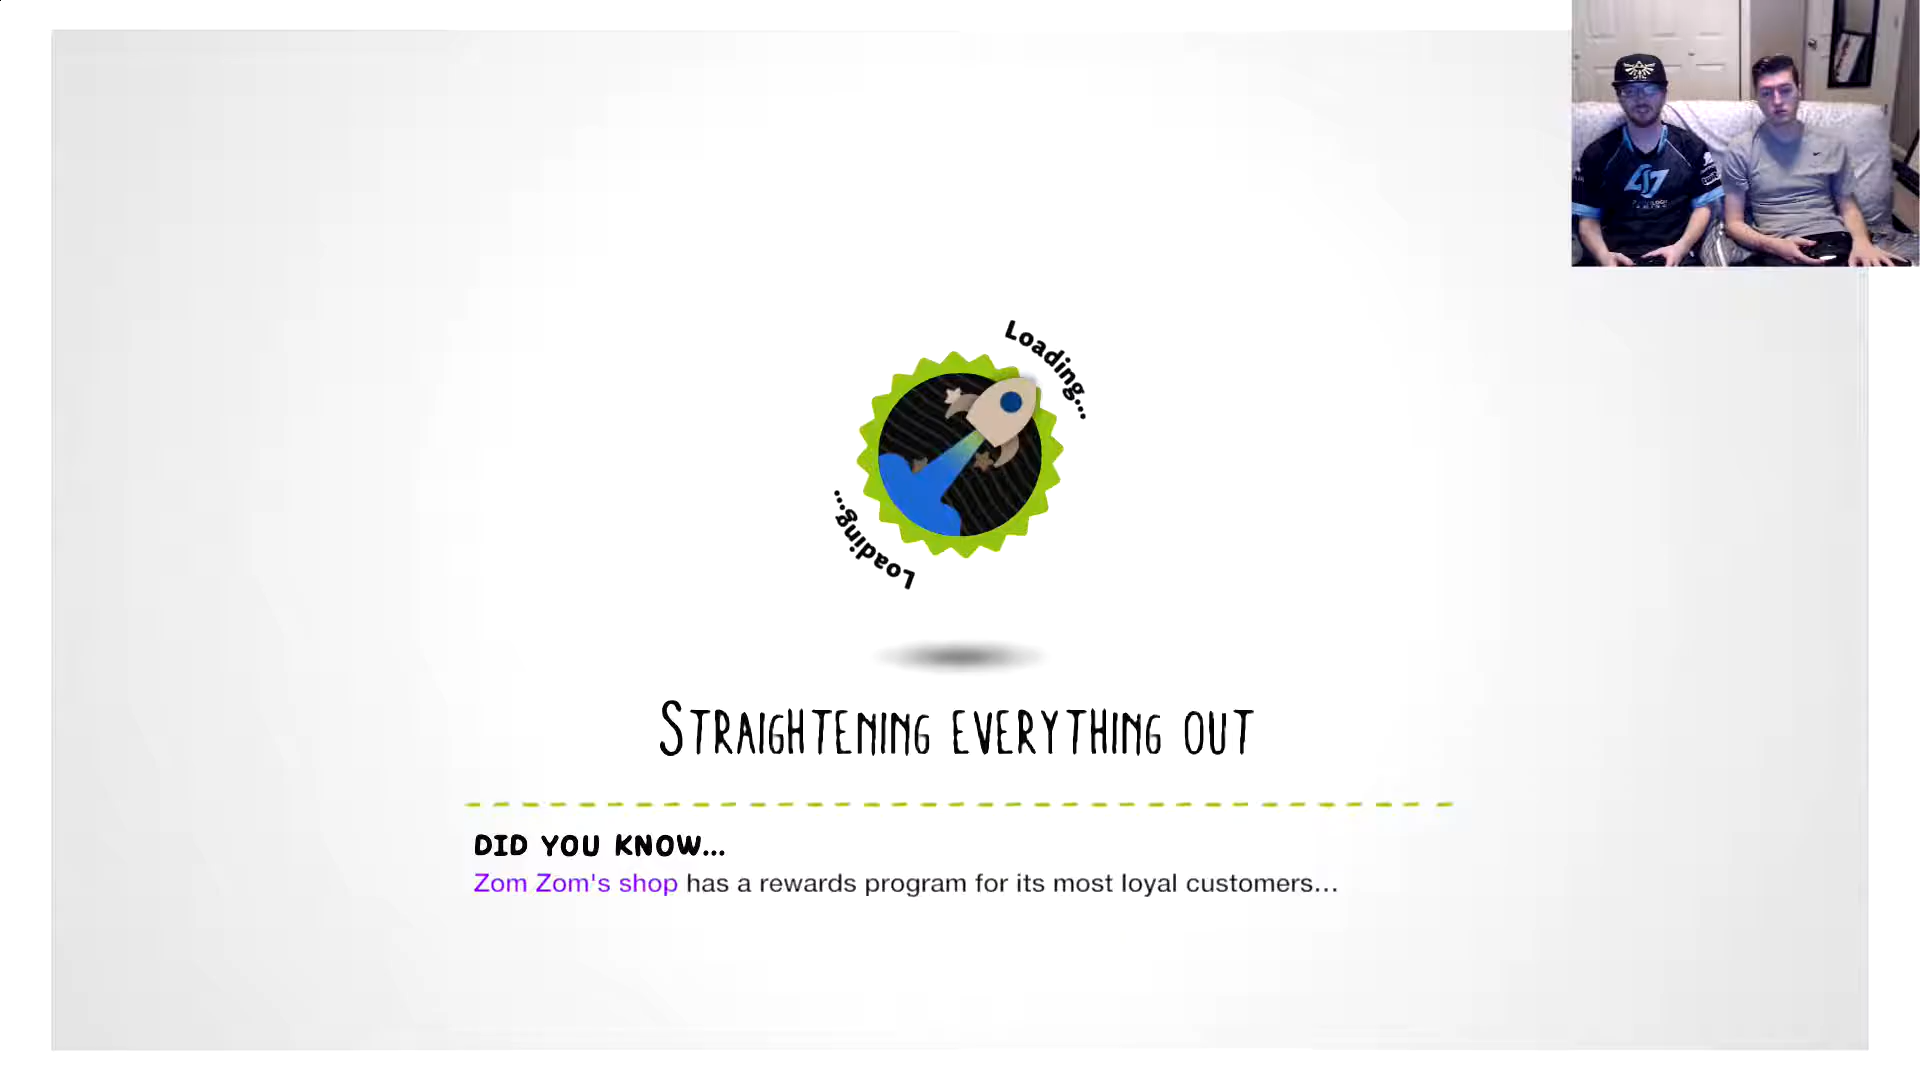 Loading...
Loading...
STRAIGHTENING EVERYTHING OUT
DID YOU KNOW...
Zom Zom's shop has a rewards program for its most loyal customers...